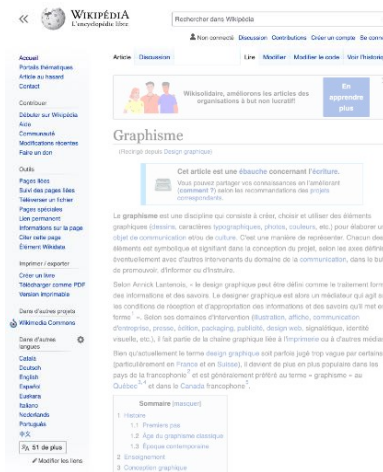 WIKIPÉDIA
L'encyclopédie libre
Rechercher dans Wikipédia
Non connecté Discussion Contributions Créer un compte Se conne
Article Discussion Lire Modifier Modifier le code Voir l'historiq
Accueil
Portails thématiques
Article au hasard
Contact
Contribuer
Débuter sur Wikipédia
Aide
Communauté
Modifications récentes
Faire un don
Outils
Pages liées
Suivi des pages liées
Téléverser un fichier
Pages spéciales
Lien permanent
Informations sur la page
Citer cette page
Élément Wikidata
Imprimer / exporter
Créer un livre
Télécharger comme PDF
Version imprimable
Dans d'autres projets
Wikimedia Commons
Dans d'autres
langues
Català
Deutsch
English
Español
Euskara
Italiano
Nederlands
Português
中文
51 de plus
Modifier les liens
Wikisolidaire, améliorons les articles des
organisations à but non lucratif!
En
apprendre
plus
Graphisme
(Redirigé depuis Design graphique)
Cet article est une ébauche concernant l'écriture.
Vous pouvez partager vos connaissances en l'améliorant
(comment ?) selon les recommandations des projets
correspondants.
Le graphisme est une discipline qui consiste à créer, choisir et utiliser des éléments
graphiques (dessins, caractères typographiques, photos, couleurs, etc.) pour élaborer u
objet de communication et/ou de culture. C'est une manière de représenter. Chacun des
éléments est symbolique et signifiant dans la conception du projet, selon les axes définis
éventuellement avec d'autres intervenants du domaine de la communication, dans le bu
de promouvoir, d'informer ou d'instruire.
Selon Annick Lantenois, « le design graphique peut être défini comme le traitement form
des informations et des savoirs. Le designer graphique est alors un médiateur qui agit s
les conditions de réception et d'appropriation des informations et des savoirs qu'il met e
forme ». Selon ses domaines d'intervention (illustration, affiche, communication
d'entreprise, presse, édition, packaging, publicité, design web, signalétique, identité
visuelle, etc.), il fait partie de la chaîne graphique liée à l'imprimerie ou à d'autres média
Bien qu'actuellement le terme design graphique soit parfois jugé trop vague par certains
(particulièrement en France et en Suisse), il devient de plus en plus populaire dans les
pays de la francophonie et est généralement préféré au terme « graphisme » au
Québec et dans le Canada francophone
Sommaire [masquer]
1 Histoire
1.1 Premiers pas
1.2 Âge du graphisme classique
1.3 Époque contemporaine
2 Enseignement
3 Conception graphique